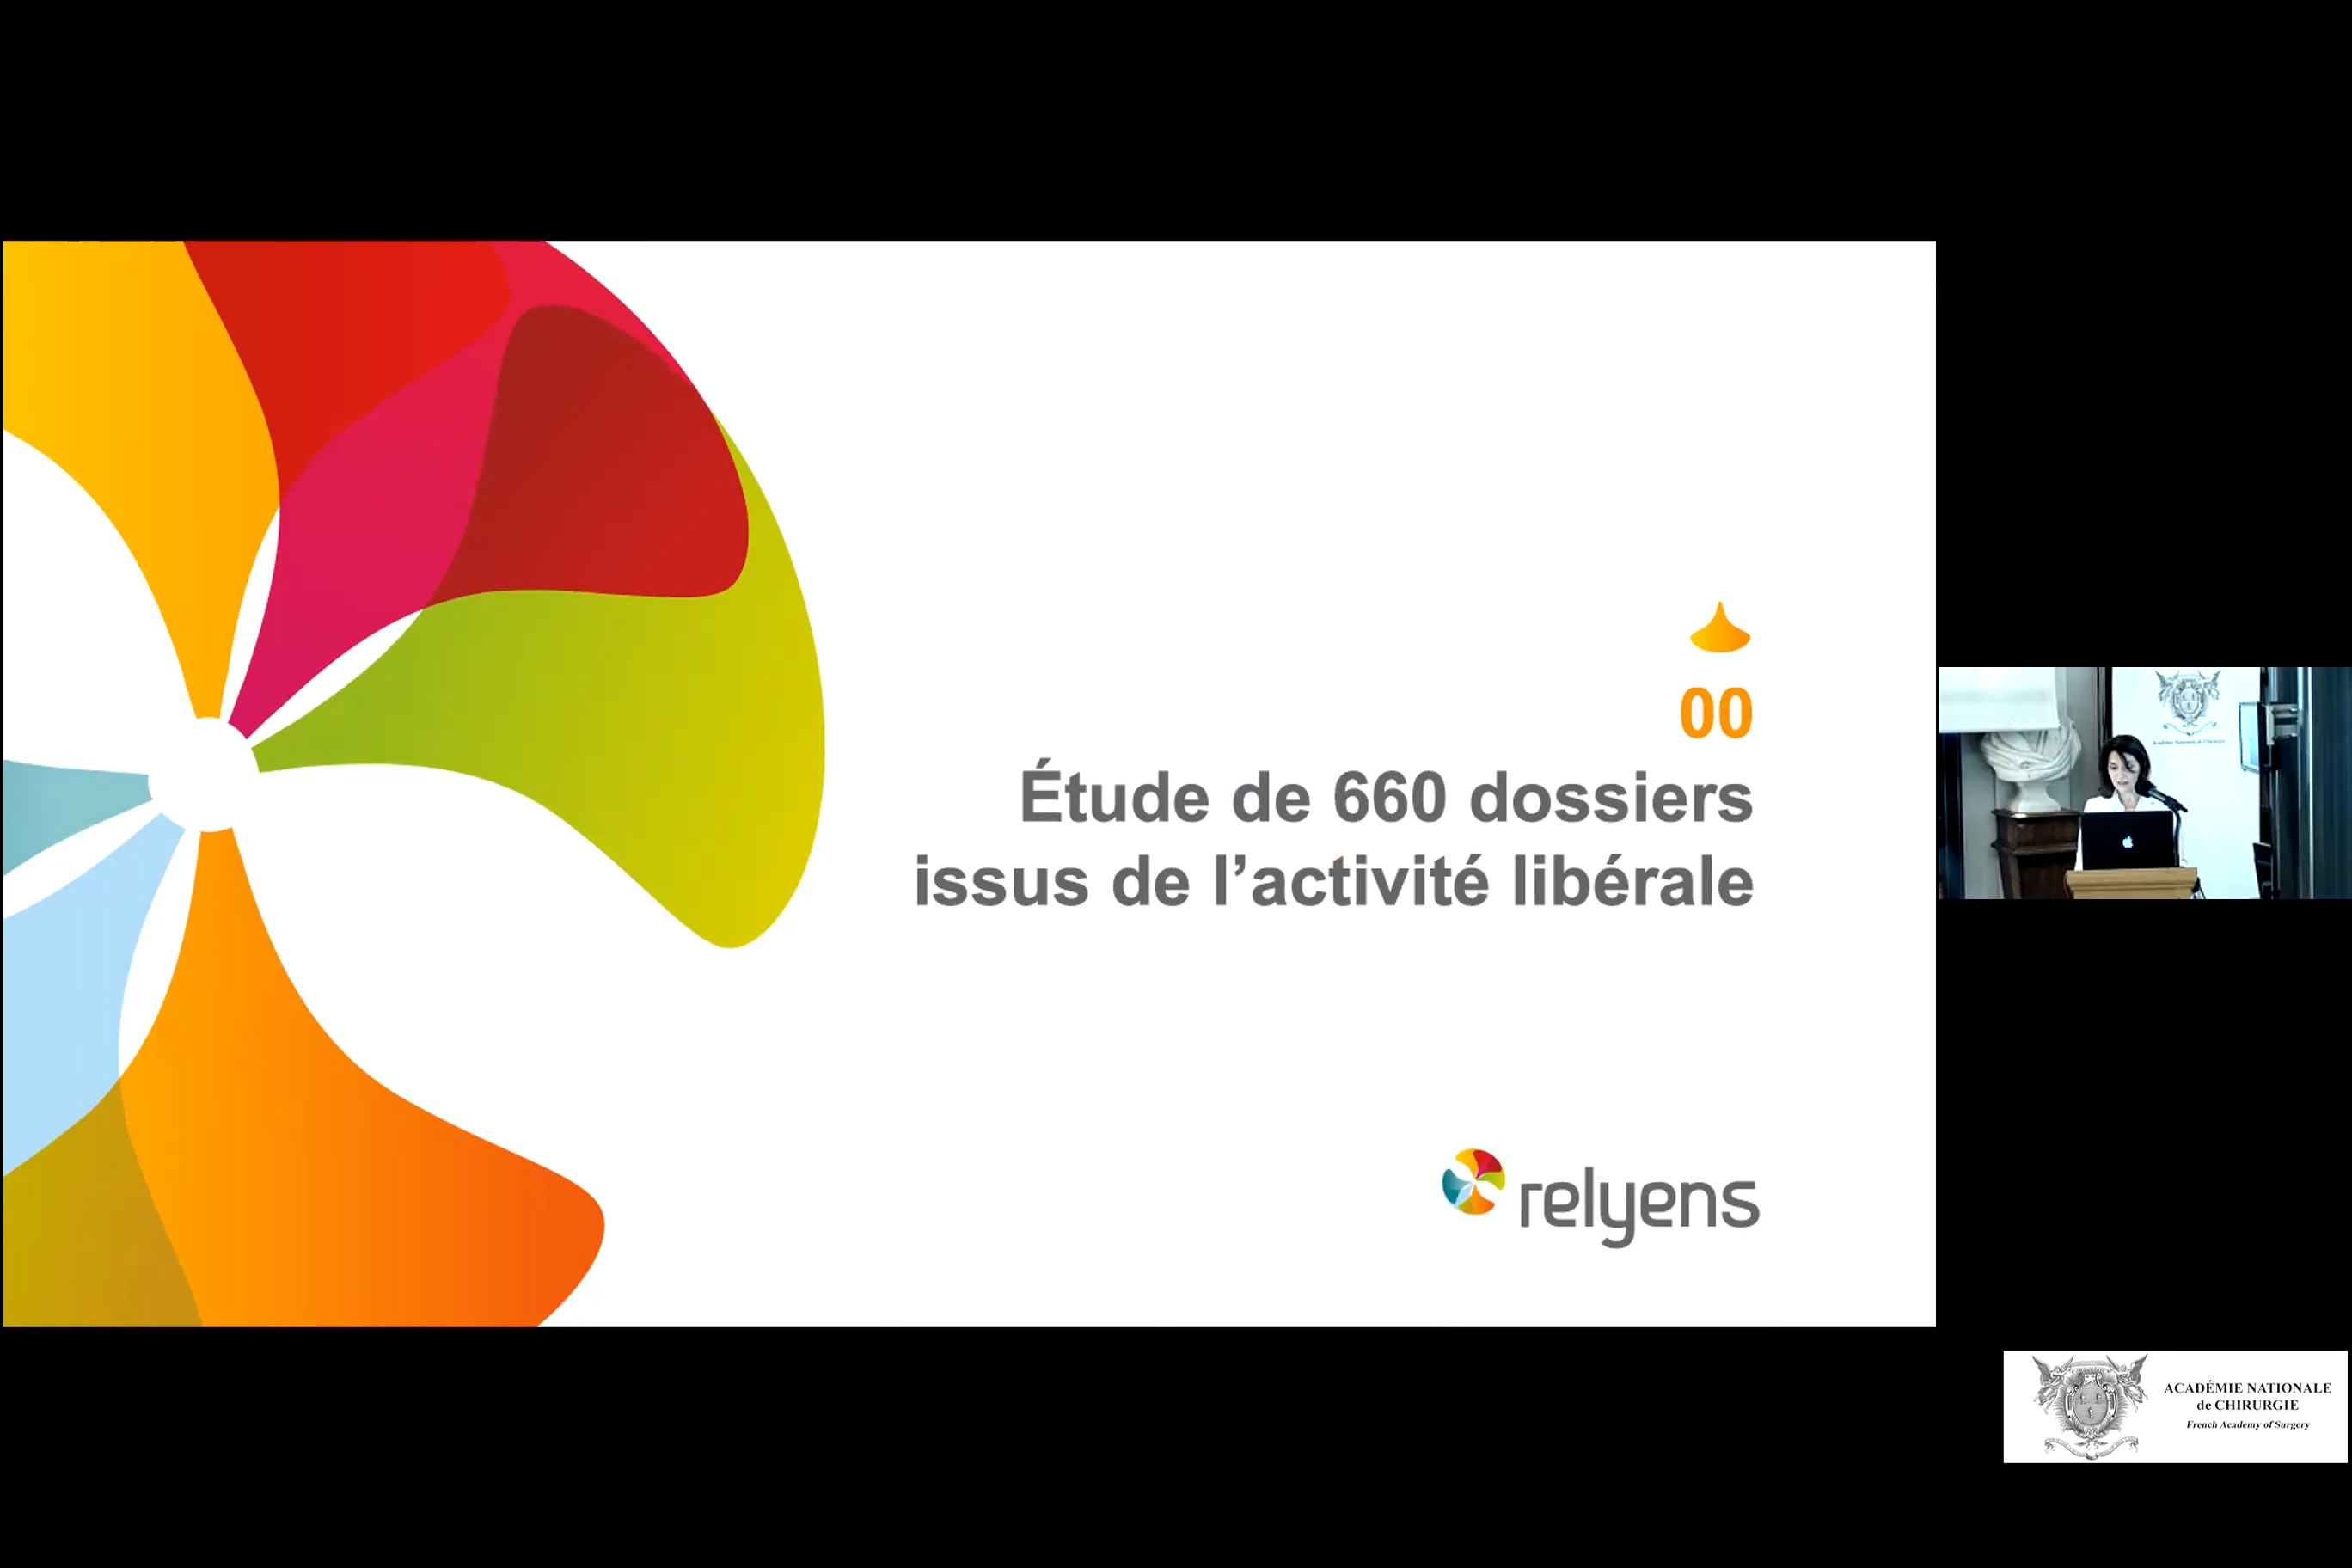 00
Étude de 660 dossiers
issus de l’activité libérale
relyens
ACADÉMIE NATIONALE
de CHIRURGIE
French Academy of Surgery